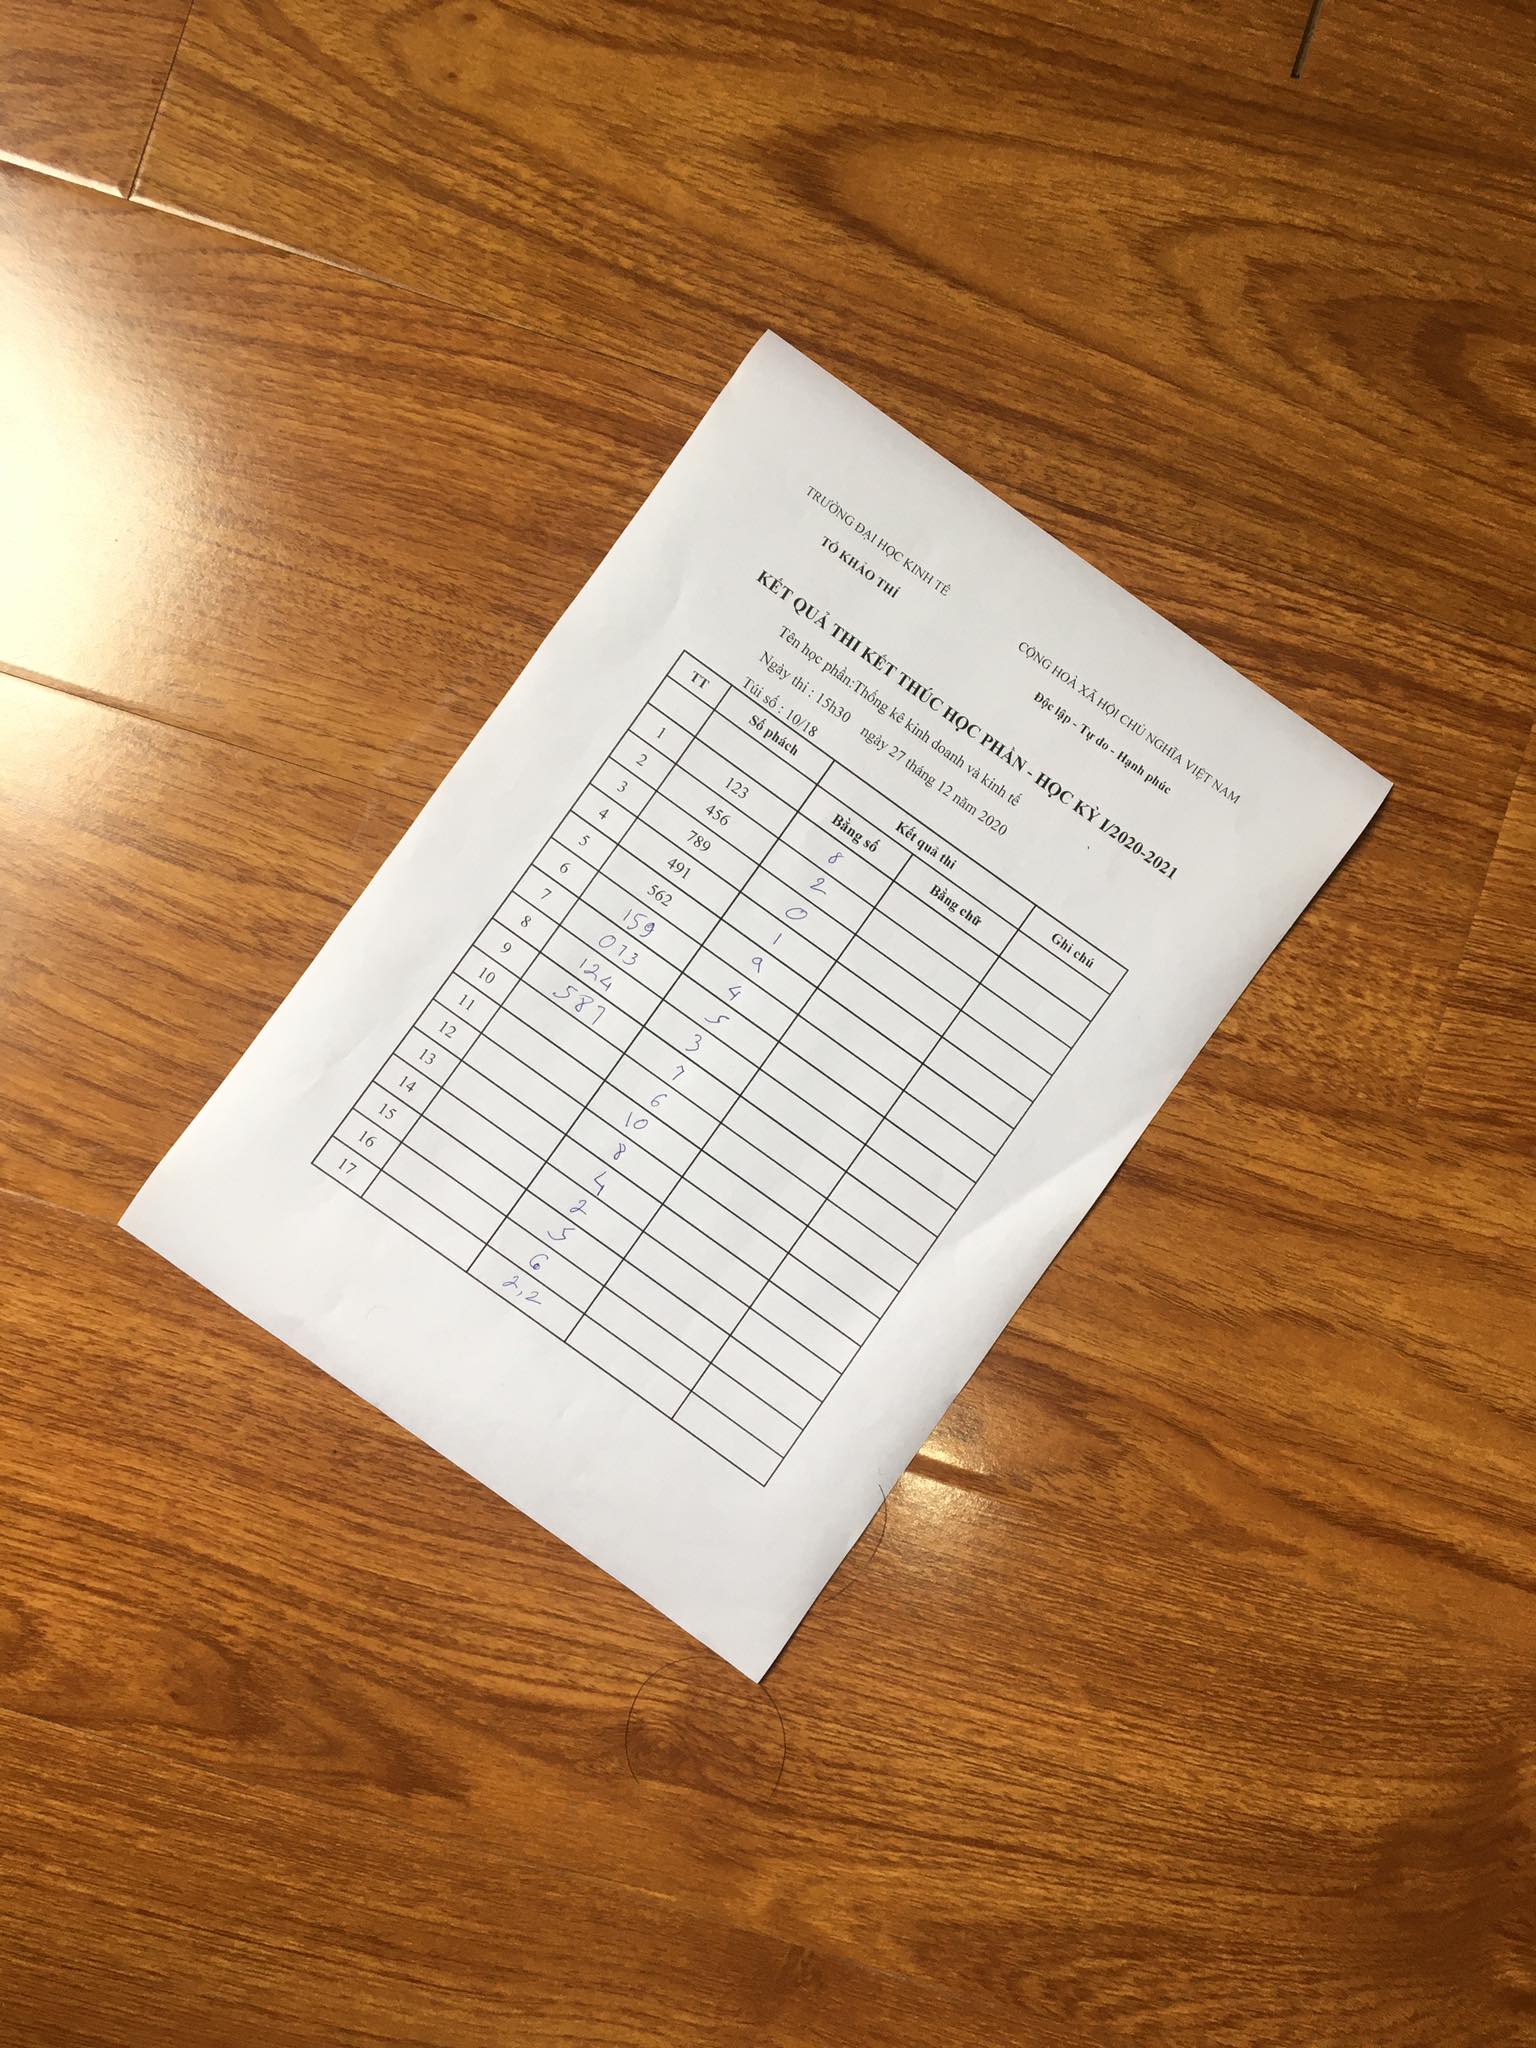 TRƯỜNG ĐẠI HỌC KINH TẾ
TỔ KHẢO THÍ
CỘNG HOÀ XÃ HỘI CHỦ NGHĨA VIỆT NAM
Độc lập - Tự do - Hạnh phúc
KẾT QUẢ THI KẾT THÚC HỌC PHẦN - HỌC KỲ I/2020-2021
Tên học phần:Thống kê kinh doanh và kinh tế
Ngày thi : 15h30 ngày 27 tháng 12 năm 2020
Túi số : 10/18
TT Số phách Kết quả thi Ghi chú
Bằng số Bằng chữ
1 123 8
2 456 2
3 789 0
4 491 1
5 562 9
6 159 4
7 073 5
8 124 3
9 587 7
10 6
11 10
12 8
13 4
14 2
15 5
16 6
17 2,2